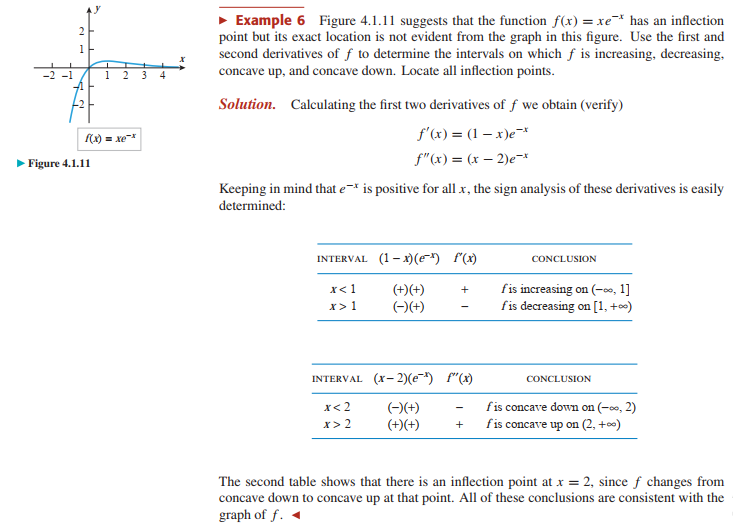 y
2
1
x
-2 -1 1 2 3 4
-1
-2
f(x) = xe⁻ˣ
▶ Figure 4.1.11
▶ Example 6 Figure 4.1.11 suggests that the function f(x) = xe⁻ˣ has an inflection
point but its exact location is not evident from the graph in this figure. Use the first and
second derivatives of f to determine the intervals on which f is increasing, decreasing,
concave up, and concave down. Locate all inflection points.
Solution. Calculating the first two derivatives of f we obtain (verify)
f′(x) = (1 − x)e⁻ˣ
f″(x) = (x − 2)e⁻ˣ
Keeping in mind that e⁻ˣ is positive for all x, the sign analysis of these derivatives is easily
determined:
INTERVAL (1 − x)(e⁻ˣ) f′(x) CONCLUSION
x < 1 (+)(+) + f is increasing on (−∞, 1]
x > 1 (−)(+) − f is decreasing on [1, +∞)
INTERVAL (x − 2)(e⁻ˣ) f″(x) CONCLUSION
x < 2 (−)(+) − f is concave down on (−∞, 2)
x > 2 (+)(+) + f is concave up on (2, +∞)
The second table shows that there is an inflection point at x = 2, since f changes from
concave down to concave up at that point. All of these conclusions are consistent with the
graph of f. ◀